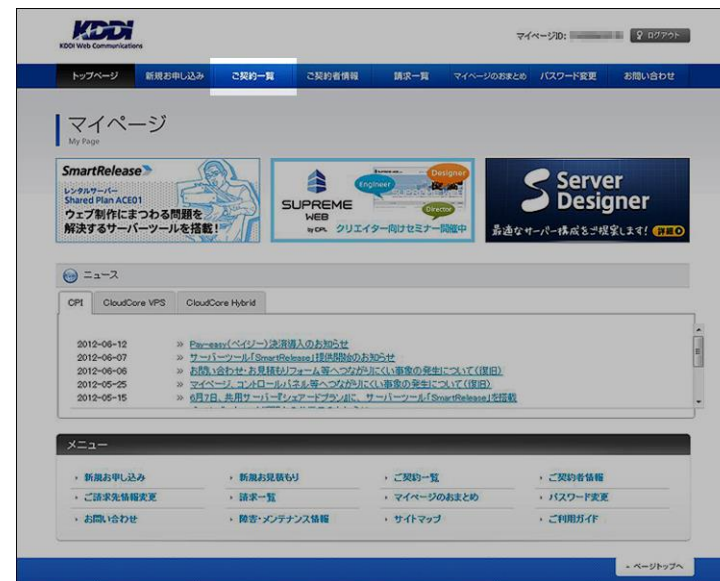 KDDI
KDDI Web Communications
マイページID:
ログアウト
トップページ
新規お申し込み
ご契約一覧
ご契約者情報
請求一覧
マイページのおまとめ
パスワード変更
お問い合わせ
マイページ
My Page
SmartRelease
レンタルサーバー
Shared Plan ACE01
ウェブ制作にまつわる問題を
解決するサーバーツールを搭載!
SUPREME
WEB
by CPI.
Engineer
Designer
Director
クリエイター向けセミナー開催中
Server
Designer
最適なサーバー構成をご提案します! 詳細
ニュース
CPI
CloudCore VPS
CloudCore Hybrid
2012-06-12 » Pay-easy(ペイジー)決済導入のお知らせ
2012-06-07 » サーバーツール「SmartRelease」提供開始のお知らせ
2012-06-06 » お問い合わせ・お見積もりフォーム等へつながりにくい事象の発生について(復旧)
2012-05-25 » マイページ、コントロールパネル等へつながりにくい事象の発生について(復旧)
2012-05-15 » 6月7日、共用サーバー『シェアードプラン』に、サーバーツール「SmartRelease」を搭載
メニュー
新規お申し込み
新規お見積もり
ご契約一覧
ご契約者情報
ご請求先情報変更
請求一覧
マイページのおまとめ
パスワード変更
お問い合わせ
障害・メンテナンス情報
サイトマップ
ご利用ガイド
ページトップへ